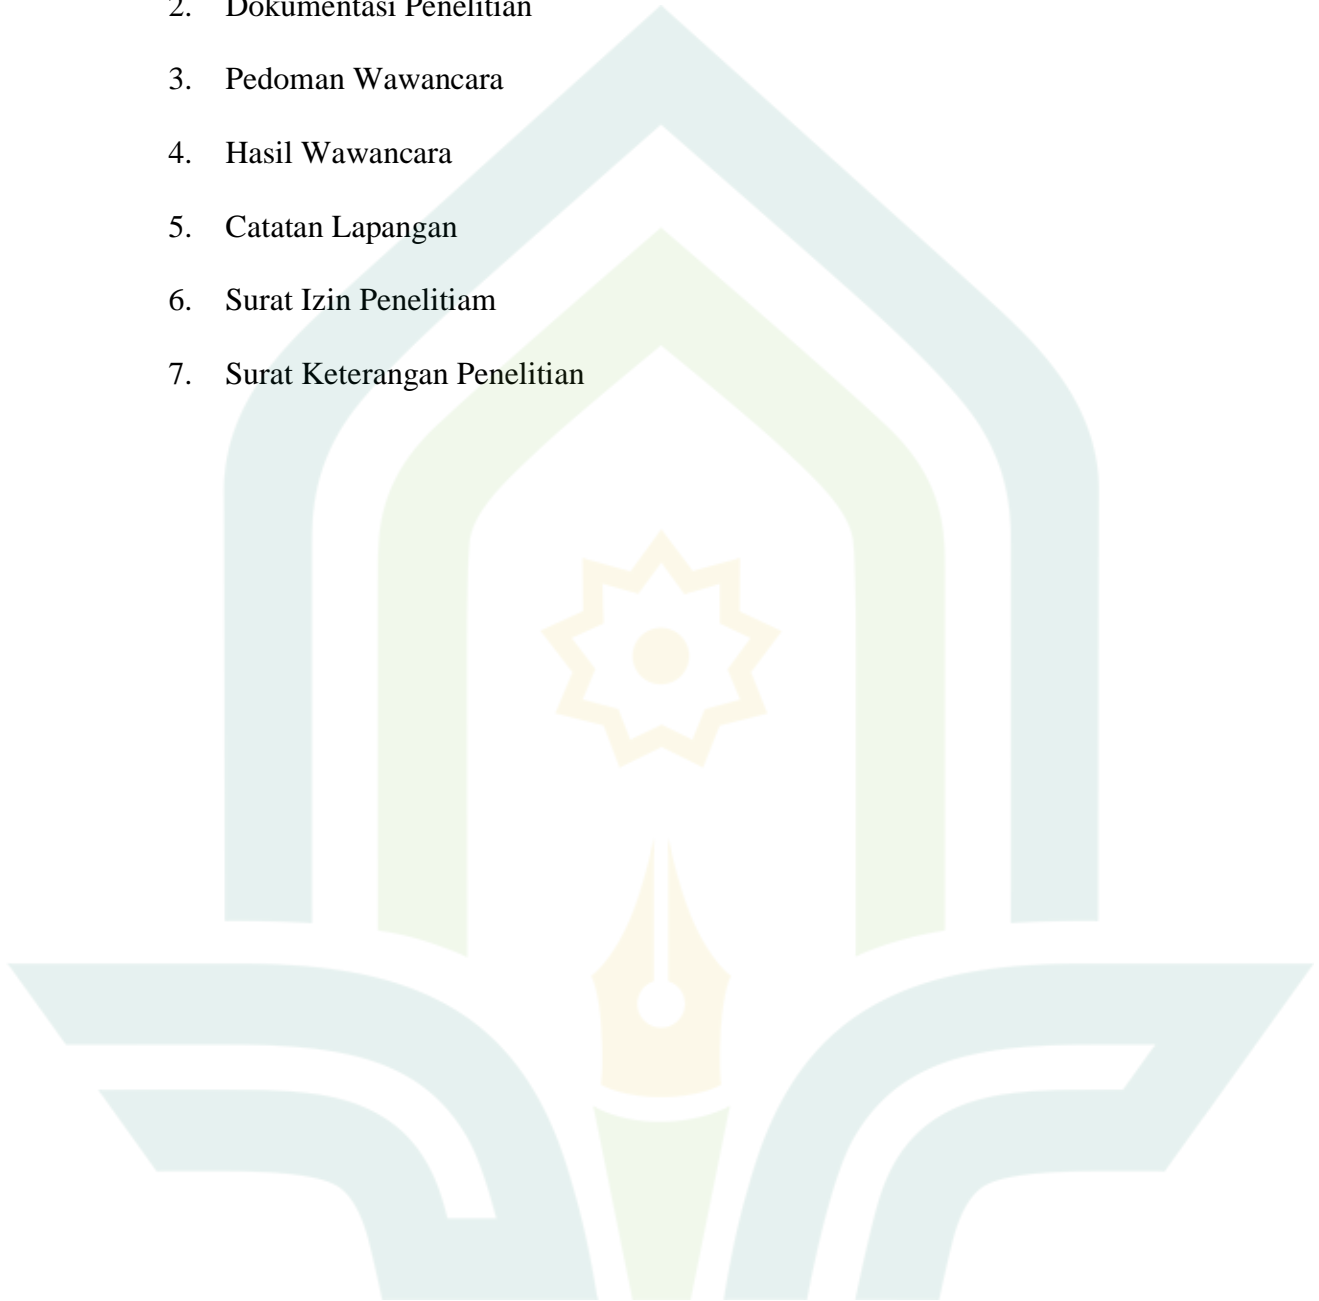 2. Dokumentasi Penelitian
3. Pedoman Wawancara
4. Hasil Wawancara
5. Catatan Lapangan
6. Surat Izin Penelitiam
7. Surat Keterangan Penelitian